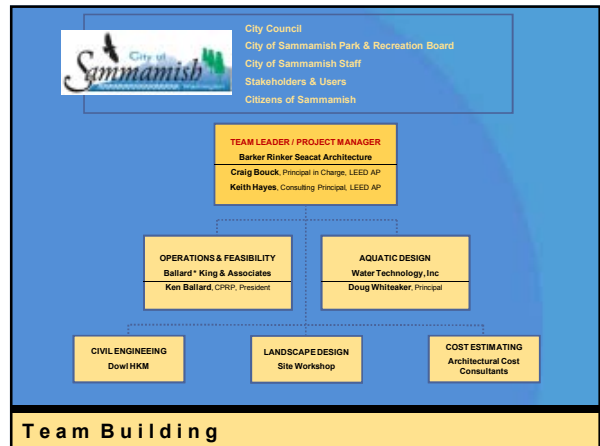 City of
Sammamish
Washington
City Council
City of Sammamish Park & Recreation Board
City of Sammamish Staff
Stakeholders & Users
Citizens of Sammamish
TEAM LEADER / PROJECT MANAGER
Barker Rinker Seacat Architecture
Craig Bouck, Principal in Charge, LEED AP
Keith Hayes, Consulting Principal, LEED AP
OPERATIONS & FEASIBILITY
Ballard * King & Associates
Ken Ballard, CPRP, President
AQUATIC DESIGN
Water Technology, Inc
Doug Whiteaker, Principal
CIVIL ENGINEEING
Dowl HKM
LANDSCAPE DESIGN
Site Workshop
COST ESTIMATING
Architectural Cost
Consultants
Team Building